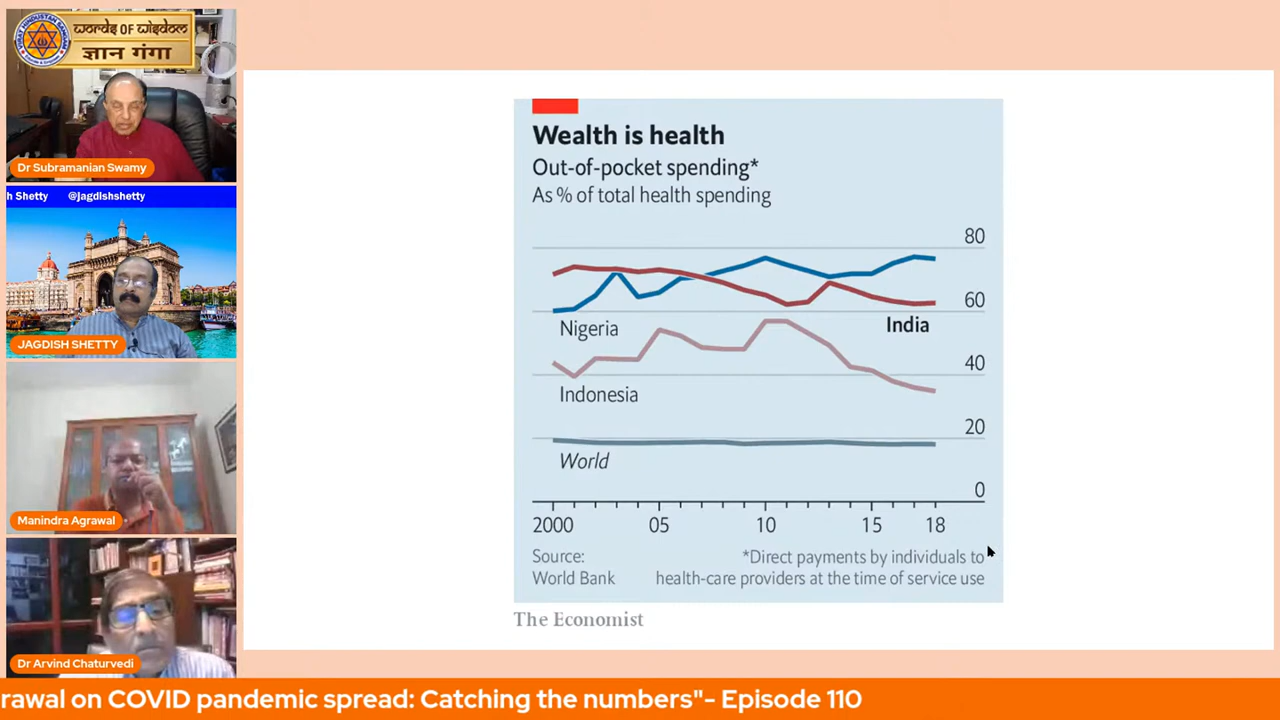 VIRAT HINDUSTAN SANGAM
words of wisdom
ज्ञान गंगा
Dr Subramanian Swamy
h Shetty @jagdishshetty
JAGDISH SHETTY
Manindra Agrawal
Dr Arvind Chaturvedi
Wealth is health
Out-of-pocket spending*
As % of total health spending
80
60
Nigeria
India
40
Indonesia
20
World
0
2000 05 10 15 18
Source:
World Bank
*Direct payments by individuals to
health-care providers at the time of service use
The Economist
rawal on COVID pandemic spread: Catching the numbers"- Episode 110